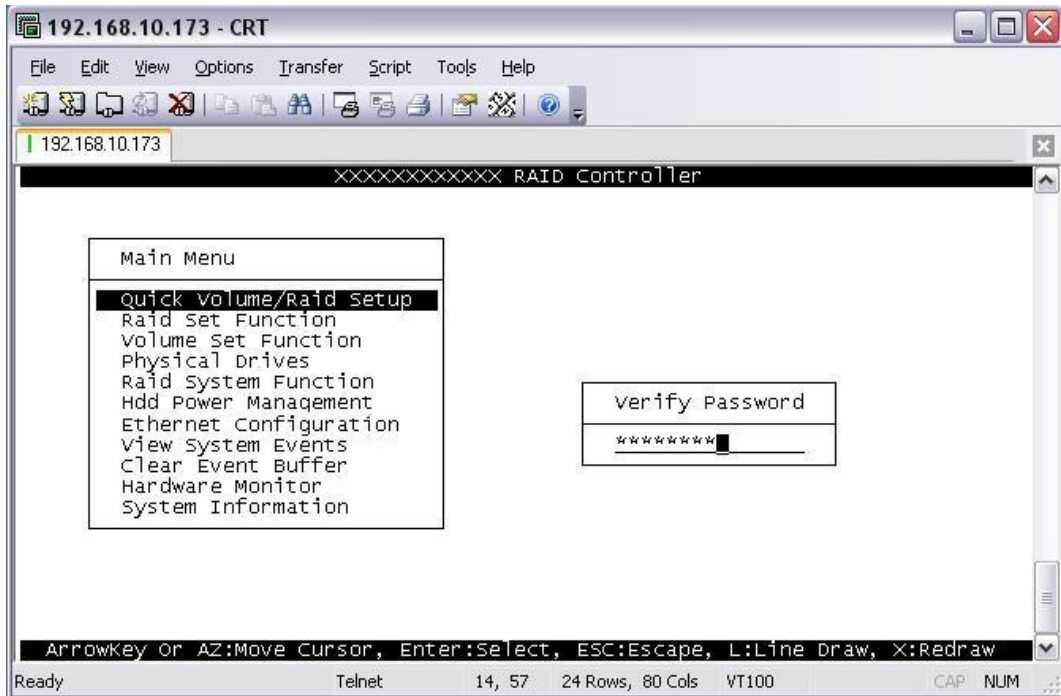 192.168.10.173 - CRT
File Edit View Options Transfer Script Tools Help
192.168.10.173
XXXXXXXXXXXX RAID Controller
Main Menu
Quick Volume/Raid Setup
Raid Set Function
Volume Set Function
Physical Drives
Raid System Function
Hdd Power Management
Ethernet Configuration
View System Events
Clear Event Buffer
Hardware Monitor
System Information
Verify Password
********
ArrowKey Or AZ:Move Cursor, Enter:Select, ESC:Escape, L:Line Draw, X:Redraw
Ready Telnet 14, 57 24 Rows, 80 Cols VT100 CAP NUM